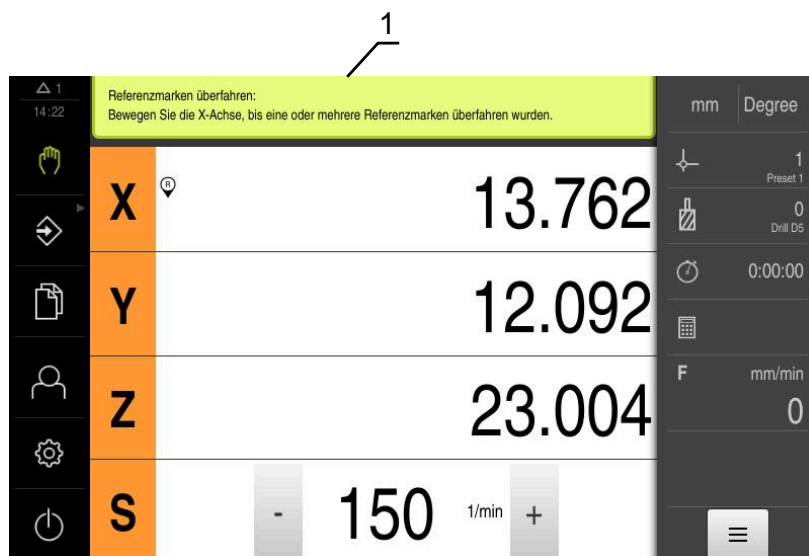 1
△ 1
14:22
Referenzmarken überfahren:
Bewegen Sie die X-Achse, bis eine oder mehrere Referenzmarken überfahren wurden.
mm Degree
X R 13.762
Y 12.092
Z 23.004
S - 150 1/min +
1
Preset 1
0
Drill D5
0:00:00
F mm/min
0